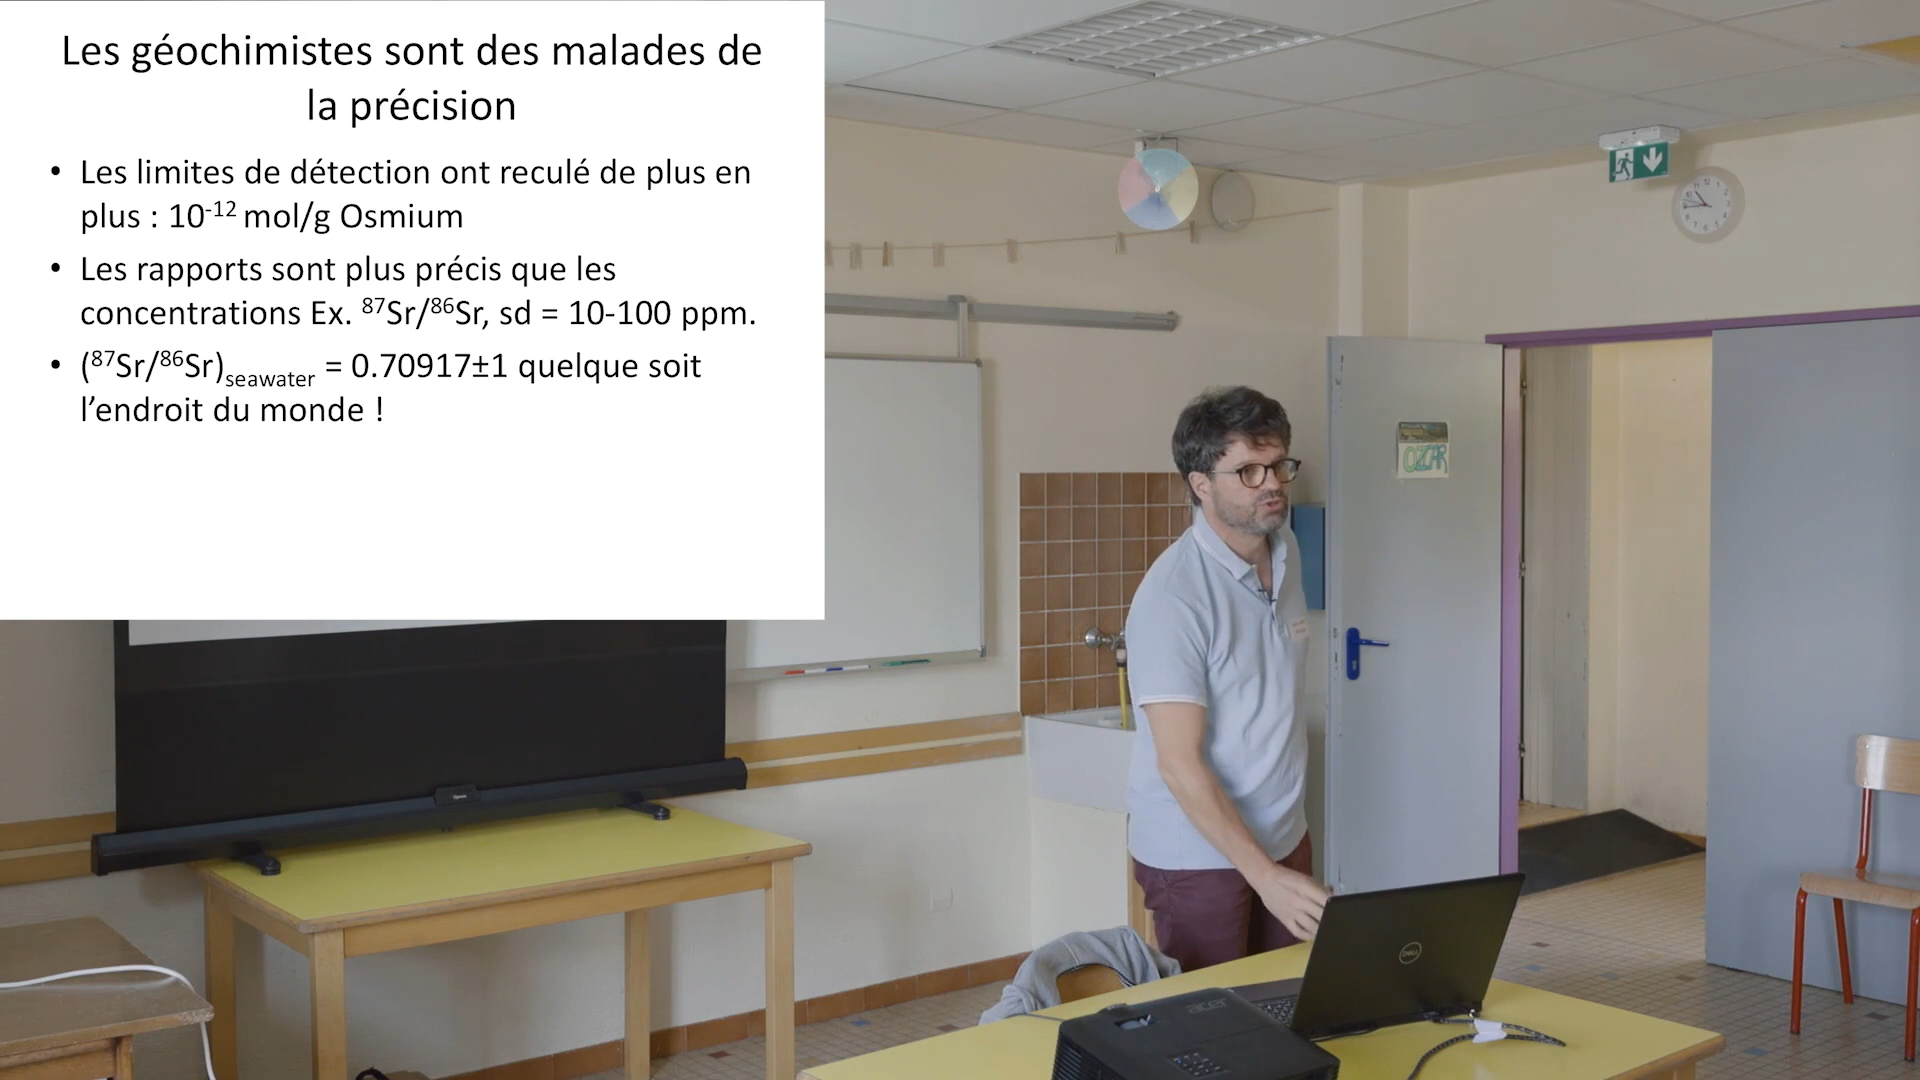 Les géochimistes sont des malades de
la précision
• Les limites de détection ont reculé de plus en
plus : 10⁻¹² mol/g Osmium
• Les rapports sont plus précis que les
concentrations Ex. ⁸⁷Sr/⁸⁶Sr, sd = 10-100 ppm.
• (⁸⁷Sr/⁸⁶Sr)seawater = 0.70917±1 quelque soit
l’endroit du monde !
OZCAR
DELL
acer